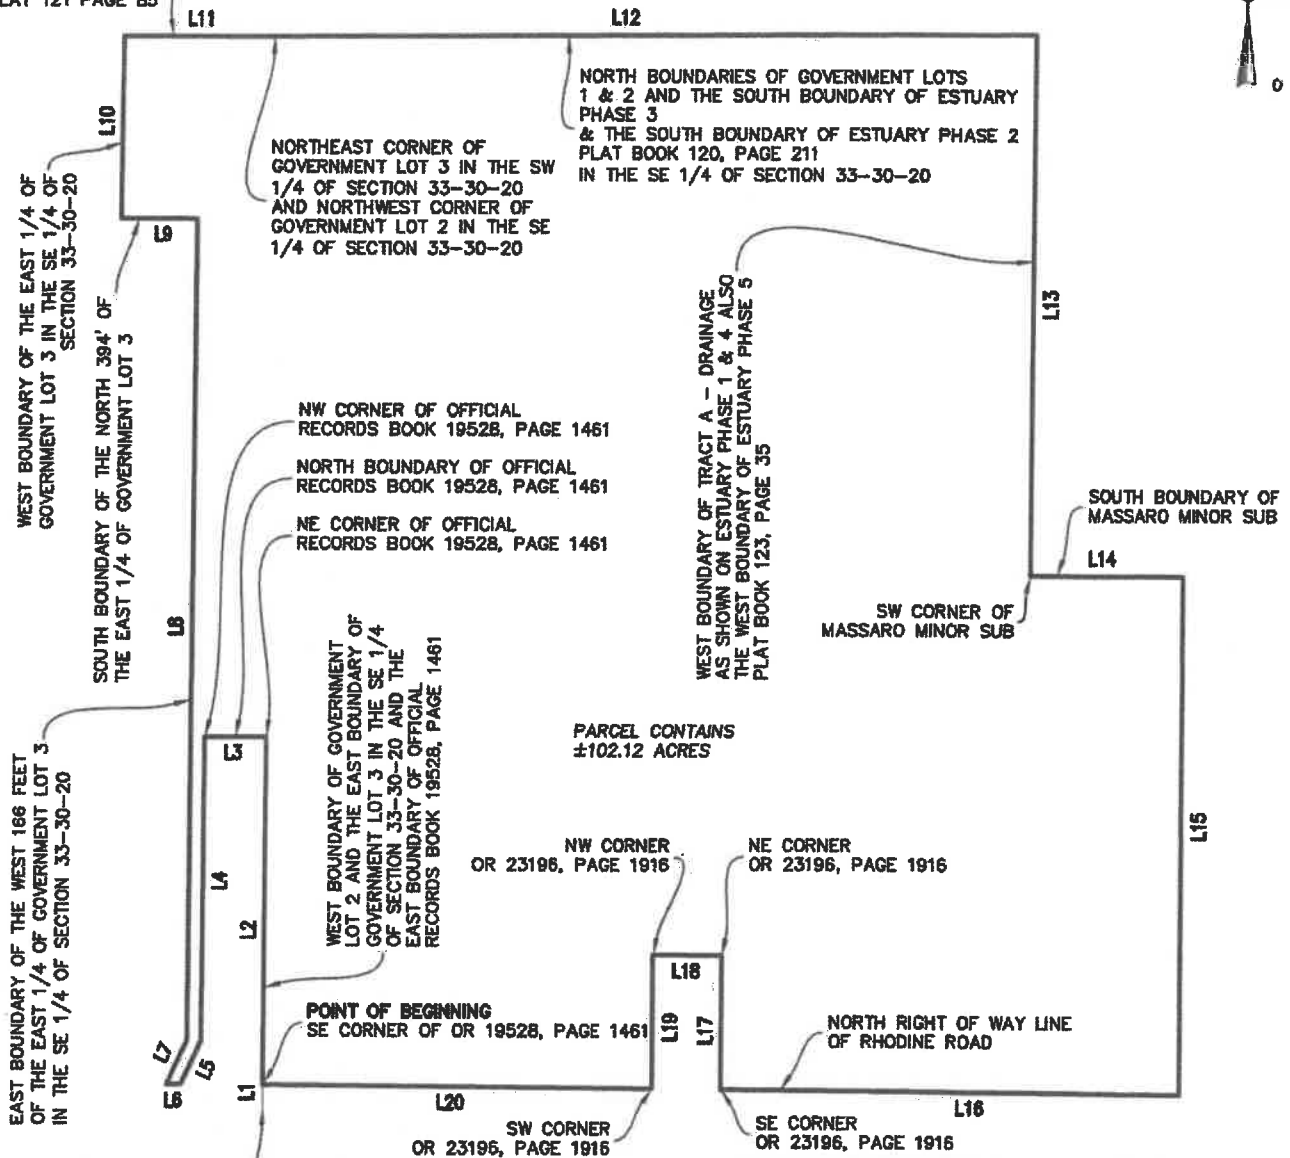 L11
L12
0
NORTH BOUNDARIES OF GOVERNMENT LOTS
1 & 2 AND THE SOUTH BOUNDARY OF ESTUARY
PHASE 3
& THE SOUTH BOUNDARY OF ESTUARY PHASE 2
PLAT BOOK 120, PAGE 211
IN THE SE 1/4 OF SECTION 33-30-20
L10
NORTHEAST CORNER OF
GOVERNMENT LOT 3 IN THE SW
1/4 OF SECTION 33-30-20
AND NORTHWEST CORNER OF
GOVERNMENT LOT 2 IN THE SE
1/4 OF SECTION 33-30-20
WEST BOUNDARY OF THE EAST 1/4 OF
GOVERNMENT LOT 3 IN THE SE 1/4 OF
SECTION 33-30-20
L9
SOUTH BOUNDARY OF THE NORTH 394' OF
THE EAST 1/4 OF GOVERNMENT LOT 3
WEST BOUNDARY OF TRACT A - DRAINAGE
AS SHOWN ON ESTUARY PHASE 1 & 4 ALSO
THE WEST BOUNDARY OF ESTUARY PHASE 5
PLAT BOOK 123, PAGE 35
L13
NW CORNER OF OFFICIAL
RECORDS BOOK 19528, PAGE 1461
NORTH BOUNDARY OF OFFICIAL
RECORDS BOOK 19528, PAGE 1461
NE CORNER OF OFFICIAL
RECORDS BOOK 19528, PAGE 1461
SOUTH BOUNDARY OF
MASSARO MINOR SUB
L14
SW CORNER OF
MASSARO MINOR SUB
L8
WEST BOUNDARY OF GOVERNMENT
LOT 2 AND THE EAST BOUNDARY OF
GOVERNMENT LOT 3 IN THE SE 1/4
OF SECTION 33-30-20 AND THE
EAST BOUNDARY OF OFFICIAL
RECORDS BOOK 19528, PAGE 1461
PARCEL CONTAINS
±102.12 ACRES
L3
EAST BOUNDARY OF THE WEST 166 FEET
OF THE EAST 1/4 OF GOVERNMENT LOT 3
IN THE SE 1/4 OF SECTION 33-30-20
L4
L2
L15
NW CORNER
OR 23196, PAGE 1916
NE CORNER
OR 23196, PAGE 1916
L18
POINT OF BEGINNING
SE CORNER OF OR 19528, PAGE 1461
L19
L17
NORTH RIGHT OF WAY LINE
OF RHODINE ROAD
L7
L5
L6
L1
L20
L16
SW CORNER
OR 23196, PAGE 1916
SE CORNER
OR 23196, PAGE 1916